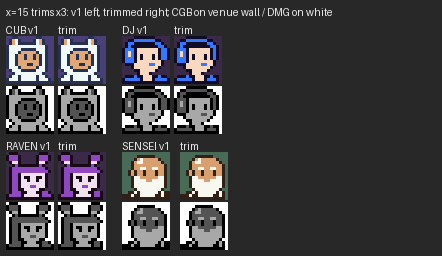 x=15 trims x3: v1 left, trimmed right; CGB on venue wall / DMG on white
CUB v1 trim DJ v1 trim
RAVEN v1 trim SENSEI v1 trim